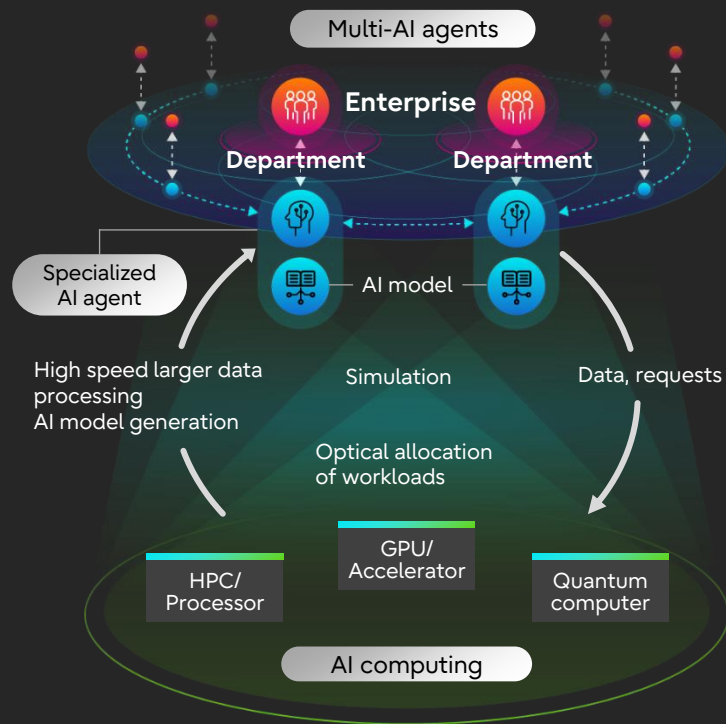 Multi-AI agents
Enterprise
Department
Department
Specialized
AI agent
AI model
High speed larger data
processing
AI model generation
Simulation
Data, requests
Optical allocation
of workloads
HPC/
Processor
GPU/
Accelerator
Quantum
computer
AI computing